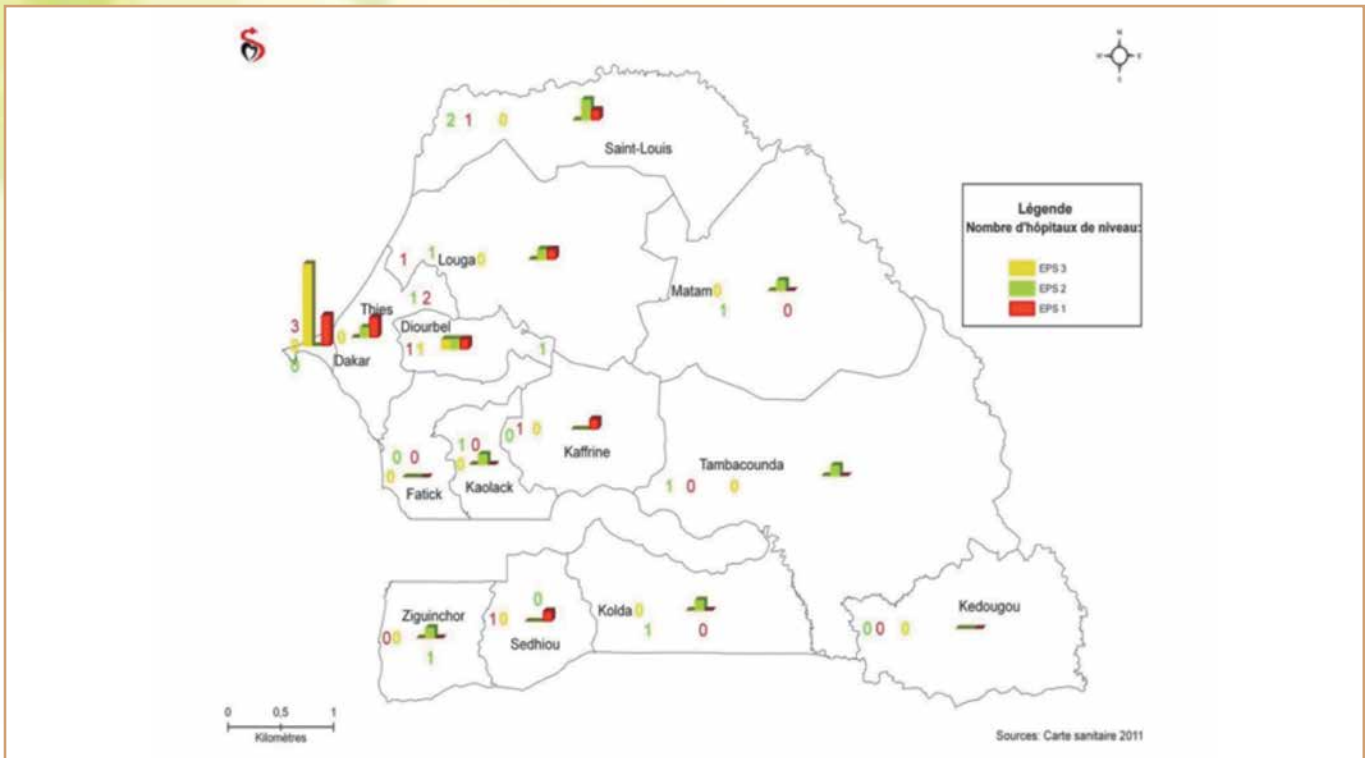 N
W E
S
2 1 0
Saint-Louis
Légende
Nombre d'hôpitaux de niveau:
EPS 3
EPS 2
EPS 1
1 1 Louga 0
Matam 0
1 0
1 2
Thies
0
Diourbel
1 1 1
3
Dakar
0
0 1 0
Kaffrine
0 0
0
Fatick
1 0
0
Kaolack
Tambacounda
1 0 0
Ziguinchor
0 0
1
0
1 0
Sedhiou
Kolda 0
1 0
Kedougou
0 0 0
0 0,5 1
Kilomètres
Sources: Carte sanitaire 2011